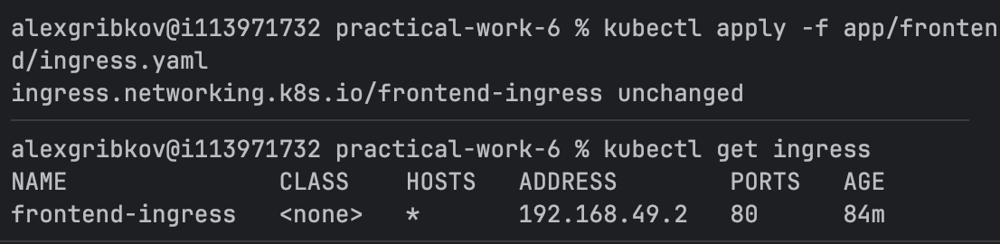 alexgribkov@i113971732 practical-work-6 % kubectl apply -f app/fronten
d/ingress.yaml
ingress.networking.k8s.io/frontend-ingress unchanged
alexgribkov@i113971732 practical-work-6 % kubectl get ingress
NAME CLASS HOSTS ADDRESS PORTS AGE
frontend-ingress <none> * 192.168.49.2 80 84m